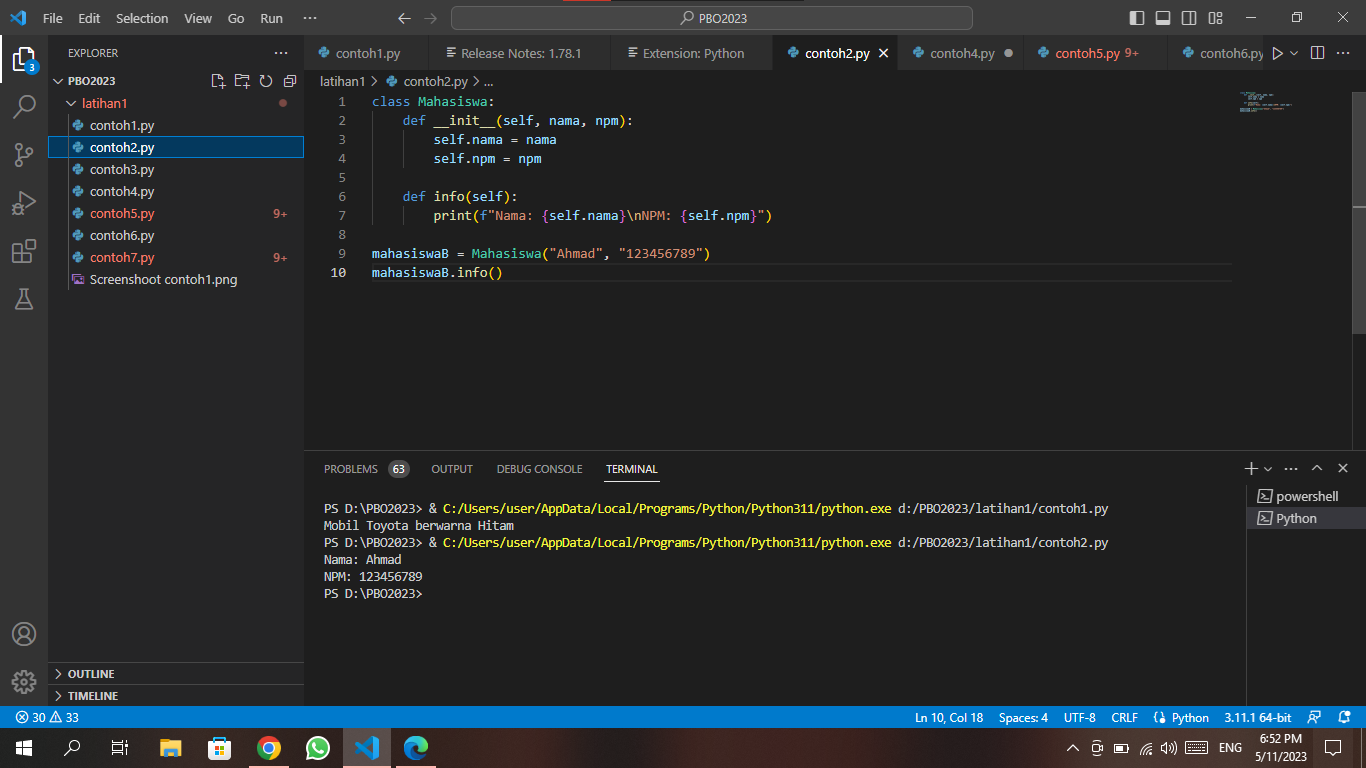 File Edit Selection View Go Run ··· PBO2023
EXPLORER ···
PBO2023
latihan1
contoh1.py
contoh2.py
contoh3.py
contoh4.py
contoh5.py 9+
contoh6.py
contoh7.py 9+
Screenshoot contoh1.png
OUTLINE
TIMELINE
3
contoh1.py Release Notes: 1.78.1 Extension: Python contoh2.py contoh4.py contoh5.py 9+ contoh6.py
latihan1 > contoh2.py > ...
1 class Mahasiswa:
2 def __init__(self, nama, npm):
3 self.nama = nama
4 self.npm = npm
5
6 def info(self):
7 print(f"Nama: {self.nama}\nNPM: {self.npm}")
8
9 mahasiswaB = Mahasiswa("Ahmad", "123456789")
10 mahasiswaB.info()
PROBLEMS 63 OUTPUT DEBUG CONSOLE TERMINAL
PS D:\PBO2023> & C:/Users/user/AppData/Local/Programs/Python/Python311/python.exe d:/PBO2023/latihan1/contoh1.py
Mobil Toyota berwarna Hitam
PS D:\PBO2023> & C:/Users/user/AppData/Local/Programs/Python/Python311/python.exe d:/PBO2023/latihan1/contoh2.py
Nama: Ahmad
NPM: 123456789
PS D:\PBO2023>
powershell
Python
30 33 Ln 10, Col 18 Spaces: 4 UTF-8 CRLF Python 3.11.1 64-bit
ENG 6:52 PM
5/11/2023